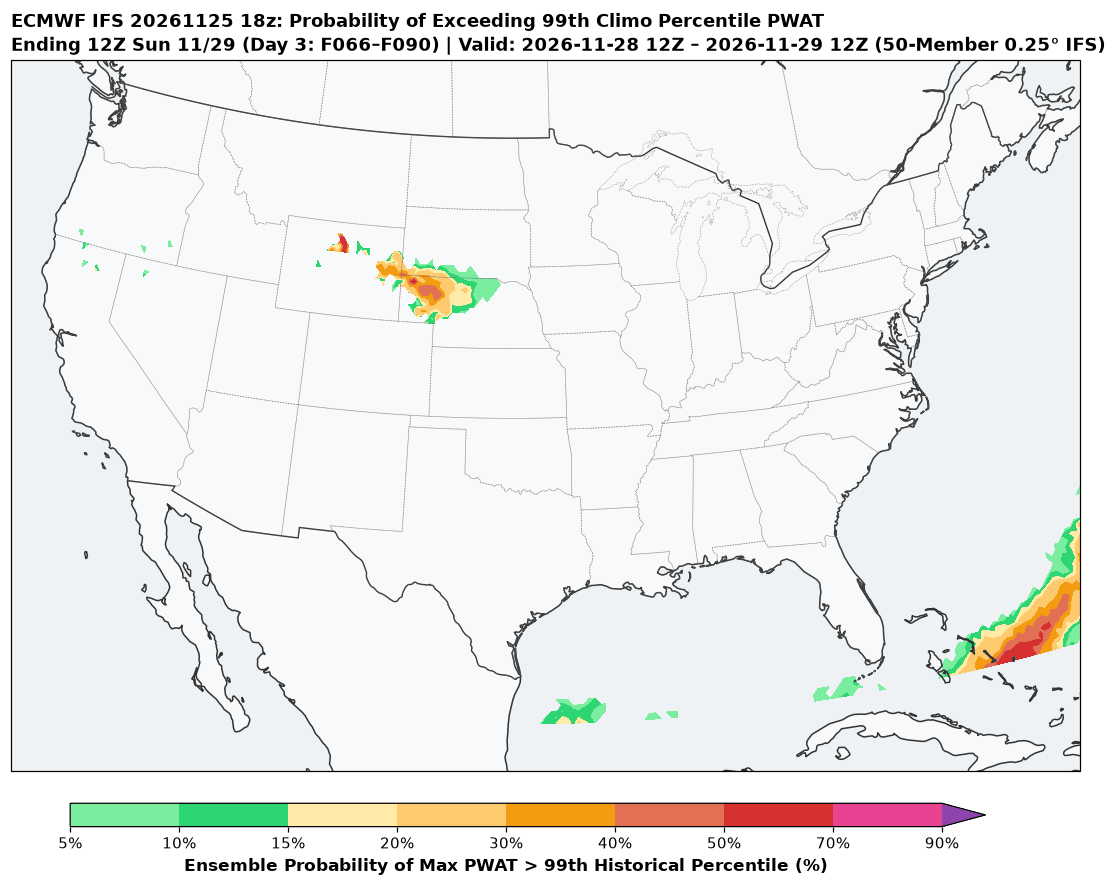 ECMWF IFS 20261125 18z: Probability of Exceeding 99th Climo Percentile PWAT
Ending 12Z Sun 11/29 (Day 3: F066–F090) | Valid: 2026-11-28 12Z – 2026-11-29 12Z (50-Member 0.25° IFS)
5% 10% 15% 20% 30% 40% 50% 70% 90%
Ensemble Probability of Max PWAT > 99th Historical Percentile (%)